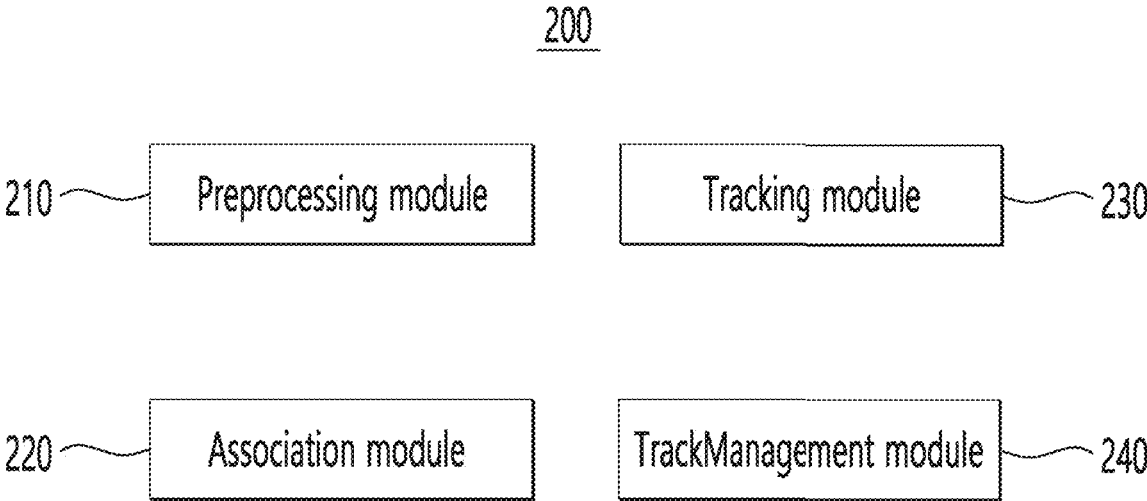 200
210 Preprocessing module Tracking module 230
220 Association module TrackManagement module 240